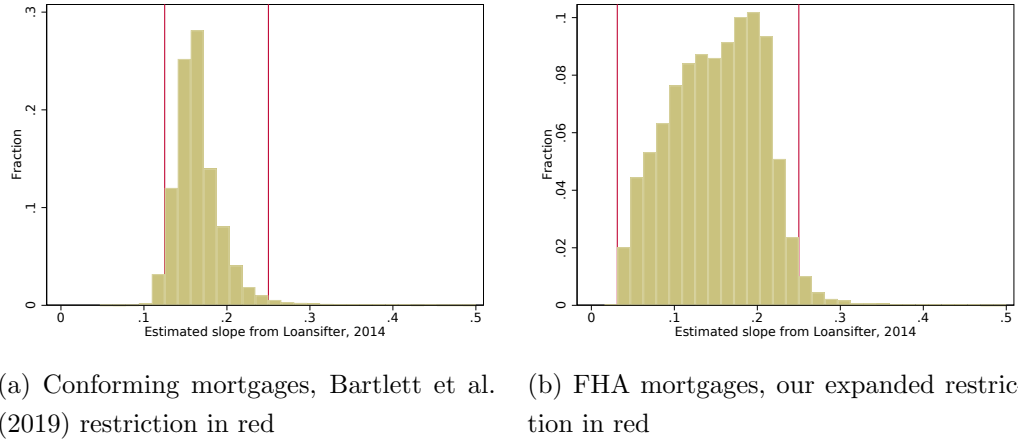 .3
.2
.1
0
Fraction
0 .1 .2 .3 .4 .5
Estimated slope from Loansifter, 2014
.1
.08
.06
.04
.02
0
Fraction
0 .1 .2 .3 .4 .5
Estimated slope from Loansifter, 2014
(a) Conforming mortgages, Bartlett et al.
(2019) restriction in red
(b) FHA mortgages, our expanded restric
tion in red